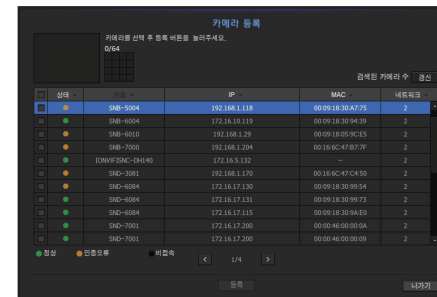 카메라 등록
카메라를 선택 후 등록 버튼을 눌러주세요.
0/64
검색된 카메라 수 갱신
상태 IP MAC 네트워크
SNB-5004 192.168.1.118 00:09:18:30:A7:75 2
SNB-6004 172.16.10.119 00:09:18:30:94:39 2
SNB-6010 192.168.1.29 00:09:18:05:9C:E5 2
SNB-7000 192.168.1.204 00:16:6C:47:B7:7F 2
[ONVIF]SNC-DH140 172.16.5.132 – 2
SND-3081 192.168.1.170 00:16:6C:47:C4:50 2
SND-6084 172.16.17.130 00:09:18:30:99:54 2
SND-6084 172.16.17.131 00:09:18:30:99:73 2
SND-6084 172.16.17.115 00:09:18:30:9A:E0 2
SND-7001 172.16.17.200 00:00:46:00:00:0A 2
SND-7001 172.16.17.200 00:00:46:00:00:09 2
정상 인증오류 비접속
< 1/4 >
등록 나가기